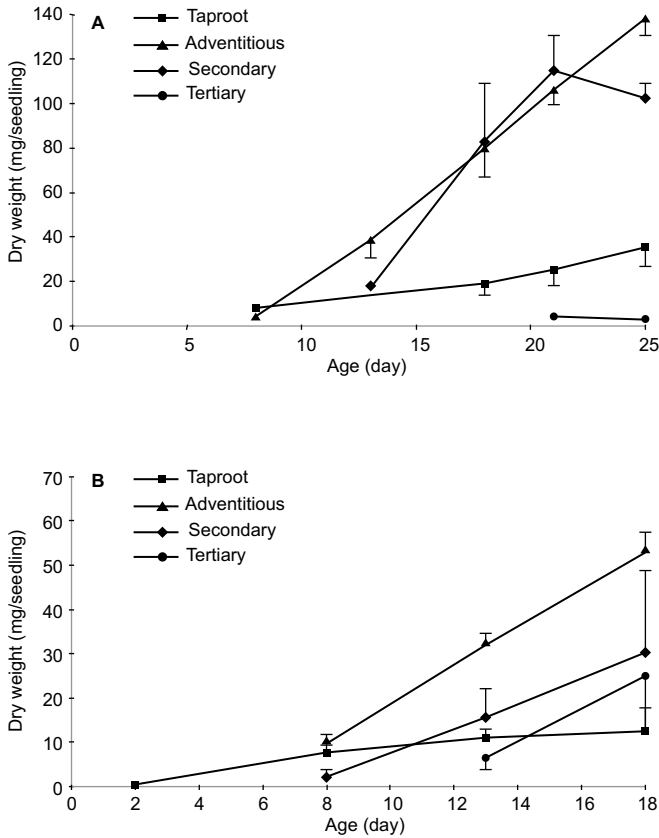 A
Taproot
Adventitious
Secondary
Tertiary
Dry weight (mg/seedling)
140
120
100
80
60
40
20
0
0 5 10 15 20 25
Age (day)
B
Taproot
Adventitious
Secondary
Tertiary
Dry weight (mg/seedling)
70
60
50
40
30
20
10
0
0 2 4 6 8 10 12 14 16 18
Age (day)